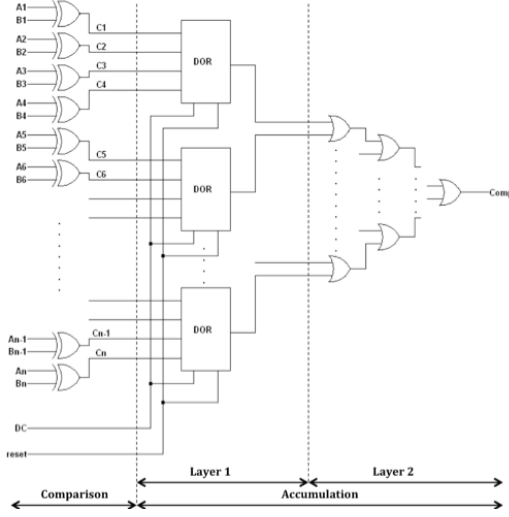 A1
B1
C1
A2
B2
C2
A3
B3
C3
A4
B4
C4
DOR
A5
B5
C5
A6
B6
C6
DOR
Comp
An-1
Bn-1
Cn-1
An
Bn
Cn
DOR
DC
reset
Layer 1
Layer 2
Comparison
Accumulation